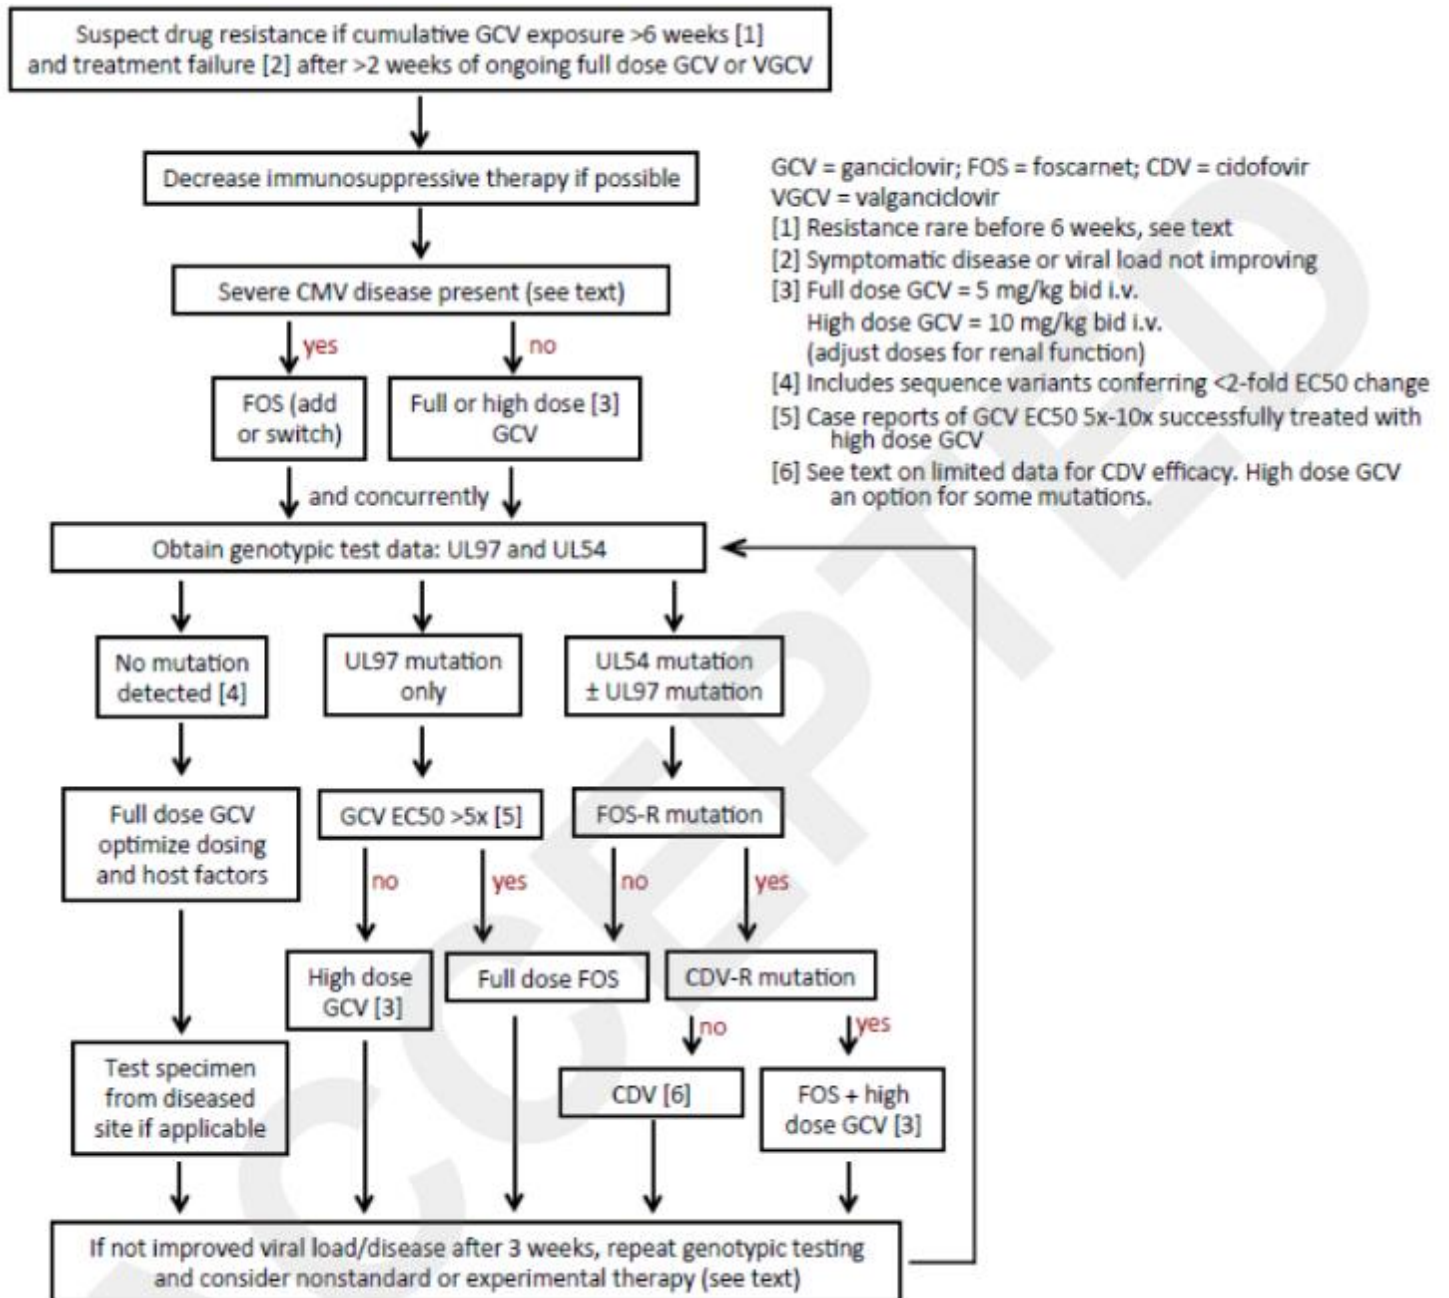 Suspect drug resistance if cumulative GCV exposure >6 weeks [1]
and treatment failure [2] after >2 weeks of ongoing full dose GCV or VGCV
Decrease immunosuppressive therapy if possible
Severe CMV disease present (see text)
yes
no
FOS (add
or switch)
Full or high dose [3]
GCV
and concurrently
Obtain genotypic test data: UL97 and UL54
No mutation
detected [4]
UL97 mutation
only
UL54 mutation
± UL97 mutation
Full dose GCV
optimize dosing
and host factors
GCV EC50 >5x [5]
FOS-R mutation
no
yes
no
yes
High dose
GCV [3]
Full dose FOS
CDV-R mutation
no
yes
Test specimen
from diseased
site if applicable
CDV [6]
FOS + high
dose GCV [3]
If not improved viral load/disease after 3 weeks, repeat genotypic testing
and consider nonstandard or experimental therapy (see text)
GCV = ganciclovir; FOS = foscarnet; CDV = cidofovir
VGCV = valganciclovir
[1] Resistance rare before 6 weeks, see text
[2] Symptomatic disease or viral load not improving
[3] Full dose GCV = 5 mg/kg bid i.v.
High dose GCV = 10 mg/kg bid i.v.
(adjust doses for renal function)
[4] Includes sequence variants conferring <2-fold EC50 change
[5] Case reports of GCV EC50 5x-10x successfully treated with
high dose GCV
[6] See text on limited data for CDV efficacy. High dose GCV
an option for some mutations.
ACCEPTED